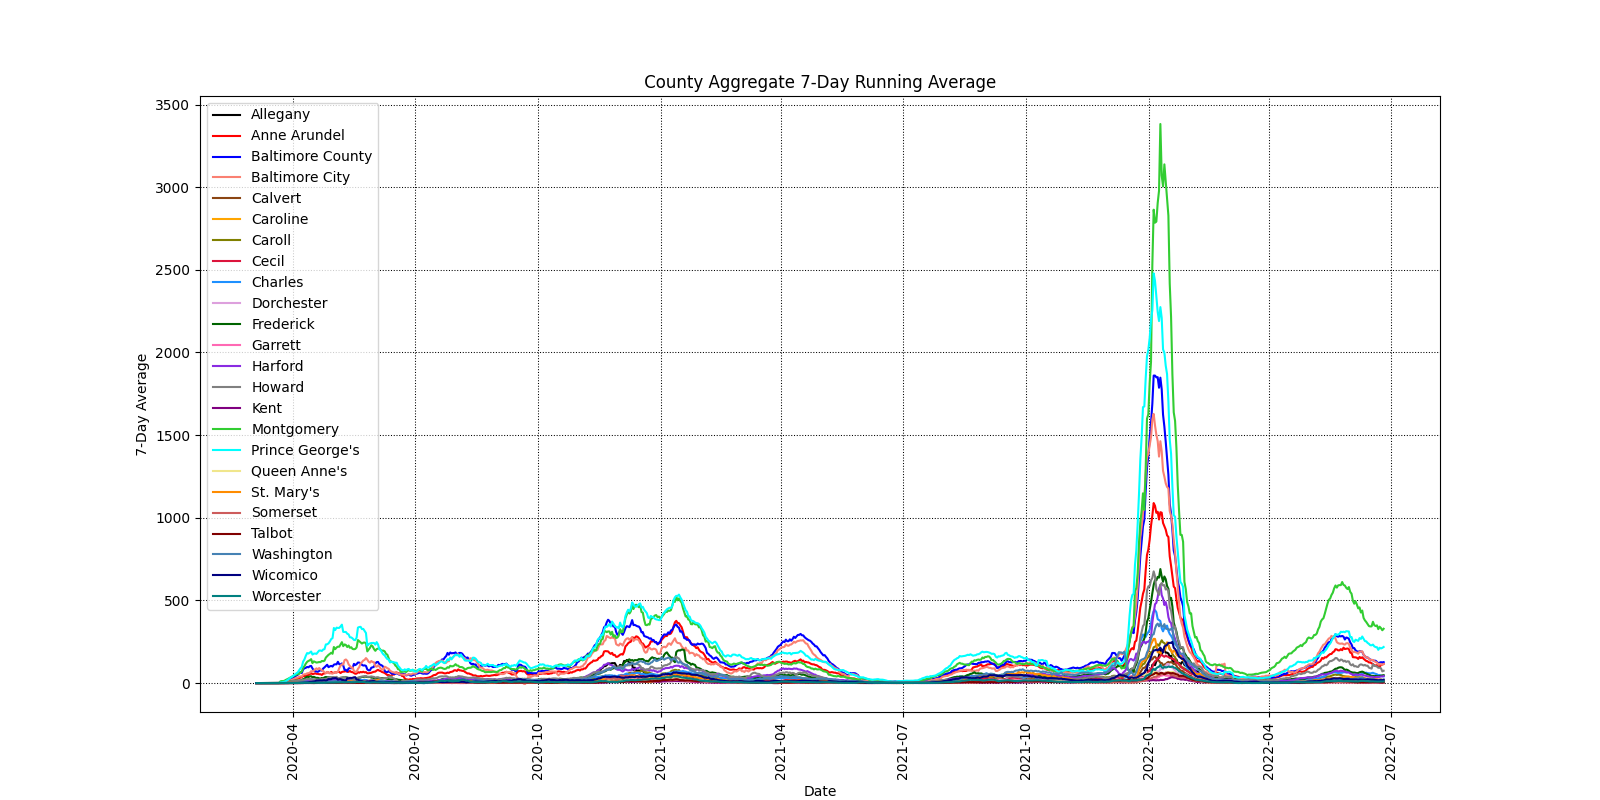 County Aggregate 7-Day Running Average
3500
3000
2500
2000
1500
1000
500
0
7-Day Average
Allegany
Anne Arundel
Baltimore County
Baltimore City
Calvert
Caroline
Caroll
Cecil
Charles
Dorchester
Frederick
Garrett
Harford
Howard
Kent
Montgomery
Prince George's
Queen Anne's
St. Mary's
Somerset
Talbot
Washington
Wicomico
Worcester
2020-04
2020-07
2020-10
2021-01
2021-04
2021-07
2021-10
2022-01
2022-04
2022-07
Date